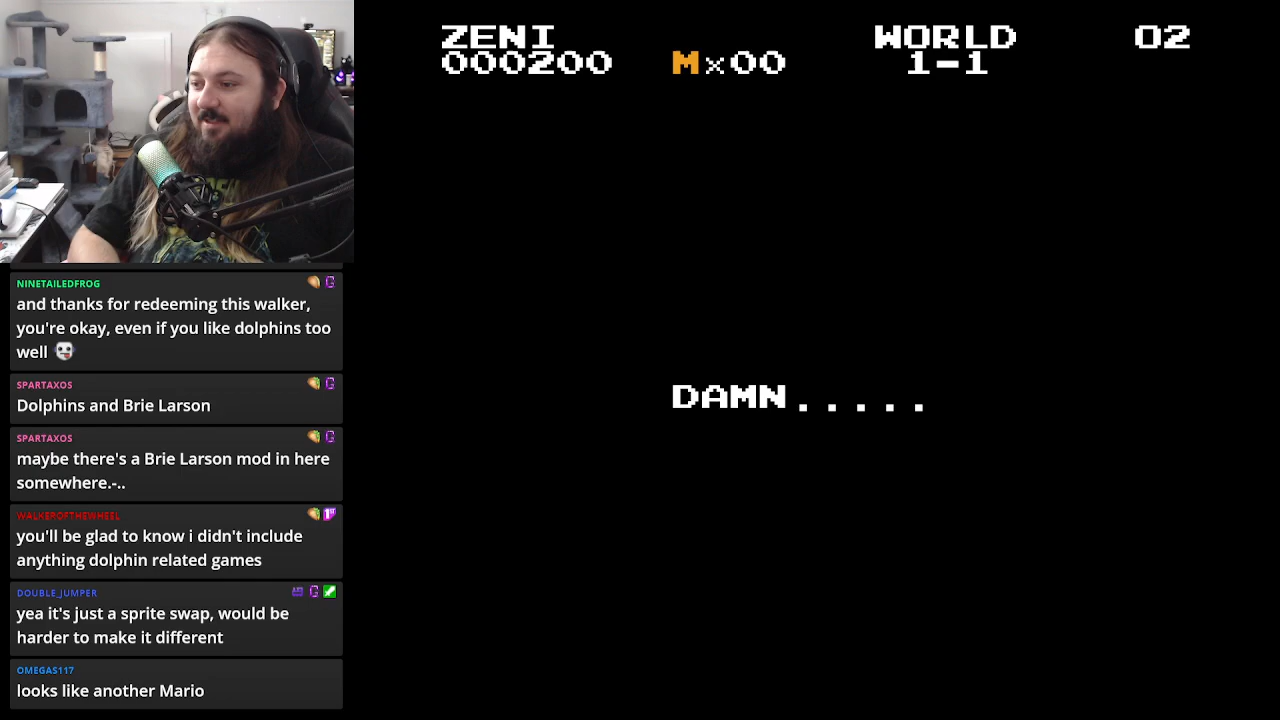 ZENI WORLD 02
000200 Mx00 1-1
NINETAILEDFROG
and thanks for redeeming this walker,
you're okay, even if you like dolphins too
well
SPARTAXOS
Dolphins and Brie Larson
DAMN.....
SPARTAXOS
maybe there's a Brie Larson mod in here
somewhere.-..
WALKEROFTHEWHEEL
you'll be glad to know i didn't include
anything dolphin related games
DOUBLE_JUMPER
yea it's just a sprite swap, would be
harder to make it different
OMEGAS117
looks like another Mario